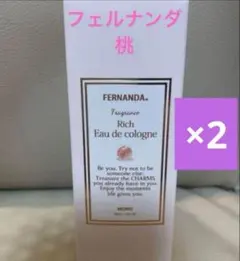 フェルナンダ
桃
×2
FERNANDA®
Fragrance
Rich
Eau de cologne
Be you. Try not to be
someone else.
Treasure the CHARMS
you already have in you.
Enjoy the moments
life gives you.
MOMO